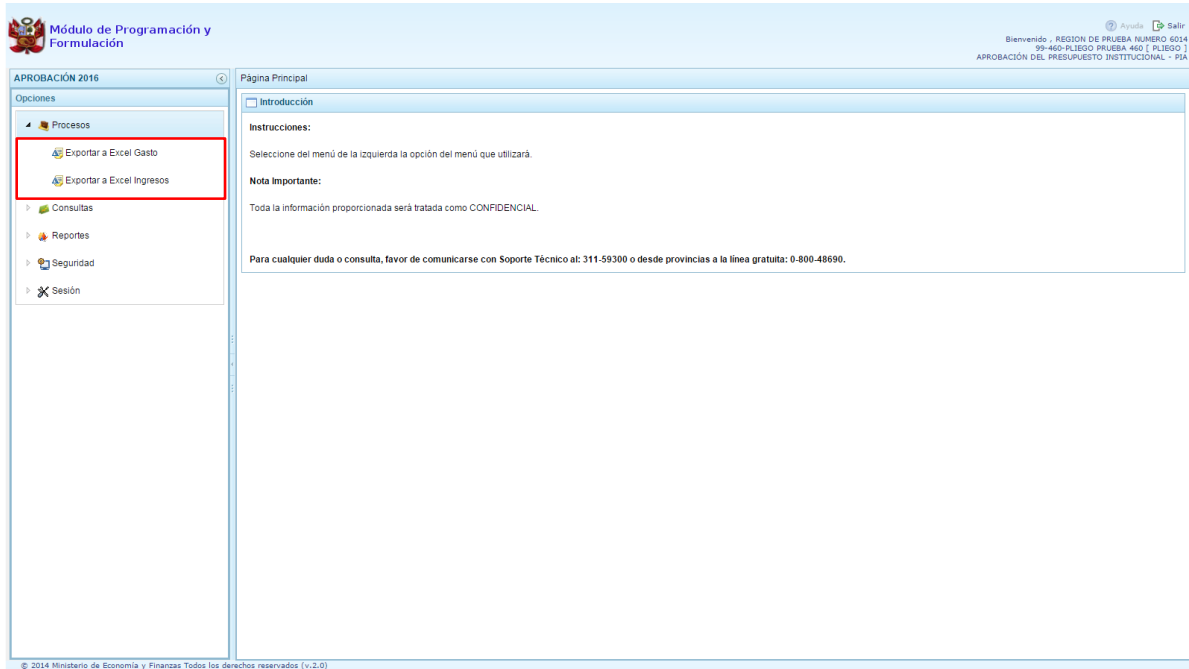 Módulo de Programación y
Formulación
Ayuda Salir
Bienvenido , REGION DE PRUEBA NUMERO 6014
99-460-PLIEGO PRUEBA 460 [ PLIEGO ]
APROBACIÓN DEL PRESUPUESTO INSTITUCIONAL - PIA
APROBACIÓN 2016
Página Principal
Opciones
Procesos
Exportar a Excel Gasto
Exportar a Excel Ingresos
Consultas
Reportes
Seguridad
Sesión
Introducción
Instrucciones:
Seleccione del menú de la izquierda la opción del menú que utilizará.
Nota Importante:
Toda la información proporcionada será tratada como CONFIDENCIAL.
Para cualquier duda o consulta, favor de comunicarse con Soporte Técnico al: 311-59300 o desde provincias a la línea gratuita: 0-800-48690.
© 2014 Ministerio de Economía y Finanzas Todos los derechos reservados (v.2.0)